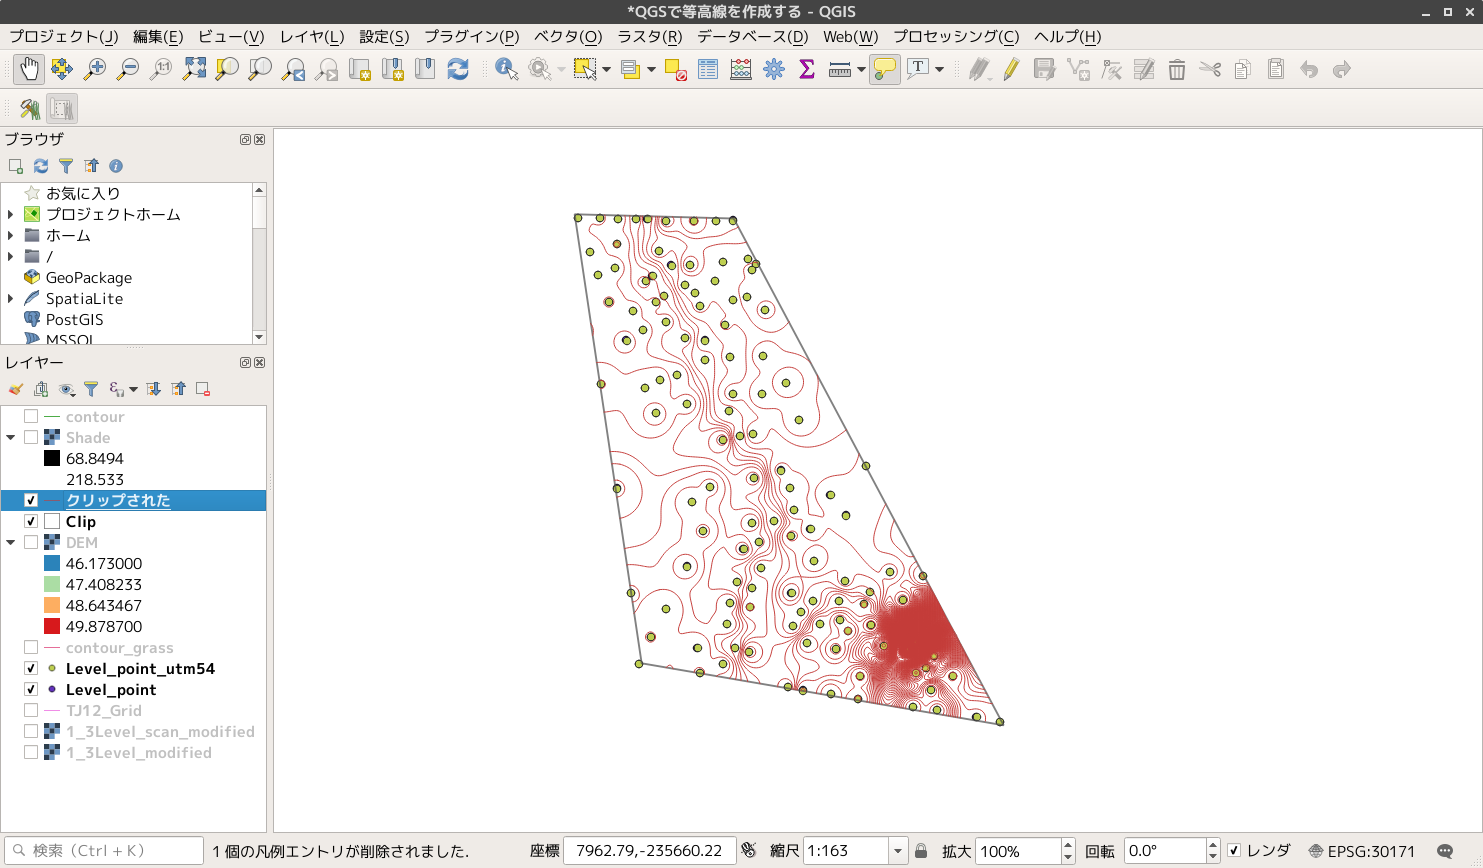 *QGSで等高線を作成する - QGIS
プロジェクト(J) 編集(E) ビュー(V) レイヤ(L) 設定(S) プラグイン(P) ベクタ(O) ラスタ(R) データベース(D) Web(W) プロセッシング(C) ヘルプ(H)
1:1
T
ブラウザ
お気に入り
プロジェクトホーム
ホーム
/
GeoPackage
SpatiaLite
PostGIS
MSSQL
レイヤー
contour
Shade
68.8494
218.533
クリップされた
Clip
DEM
46.173000
47.408233
48.643467
49.878700
contour_grass
Level_point_utm54
Level_point
TJ12_Grid
1_3Level_scan_modified
1_3Level_modified
検索 (Ctrl + K) 1 個の凡例エントリが削除されました. 座標 7962.79,-235660.22 縮尺 1:163 拡大 100% 回転 0.0° レンダ EPSG:30171